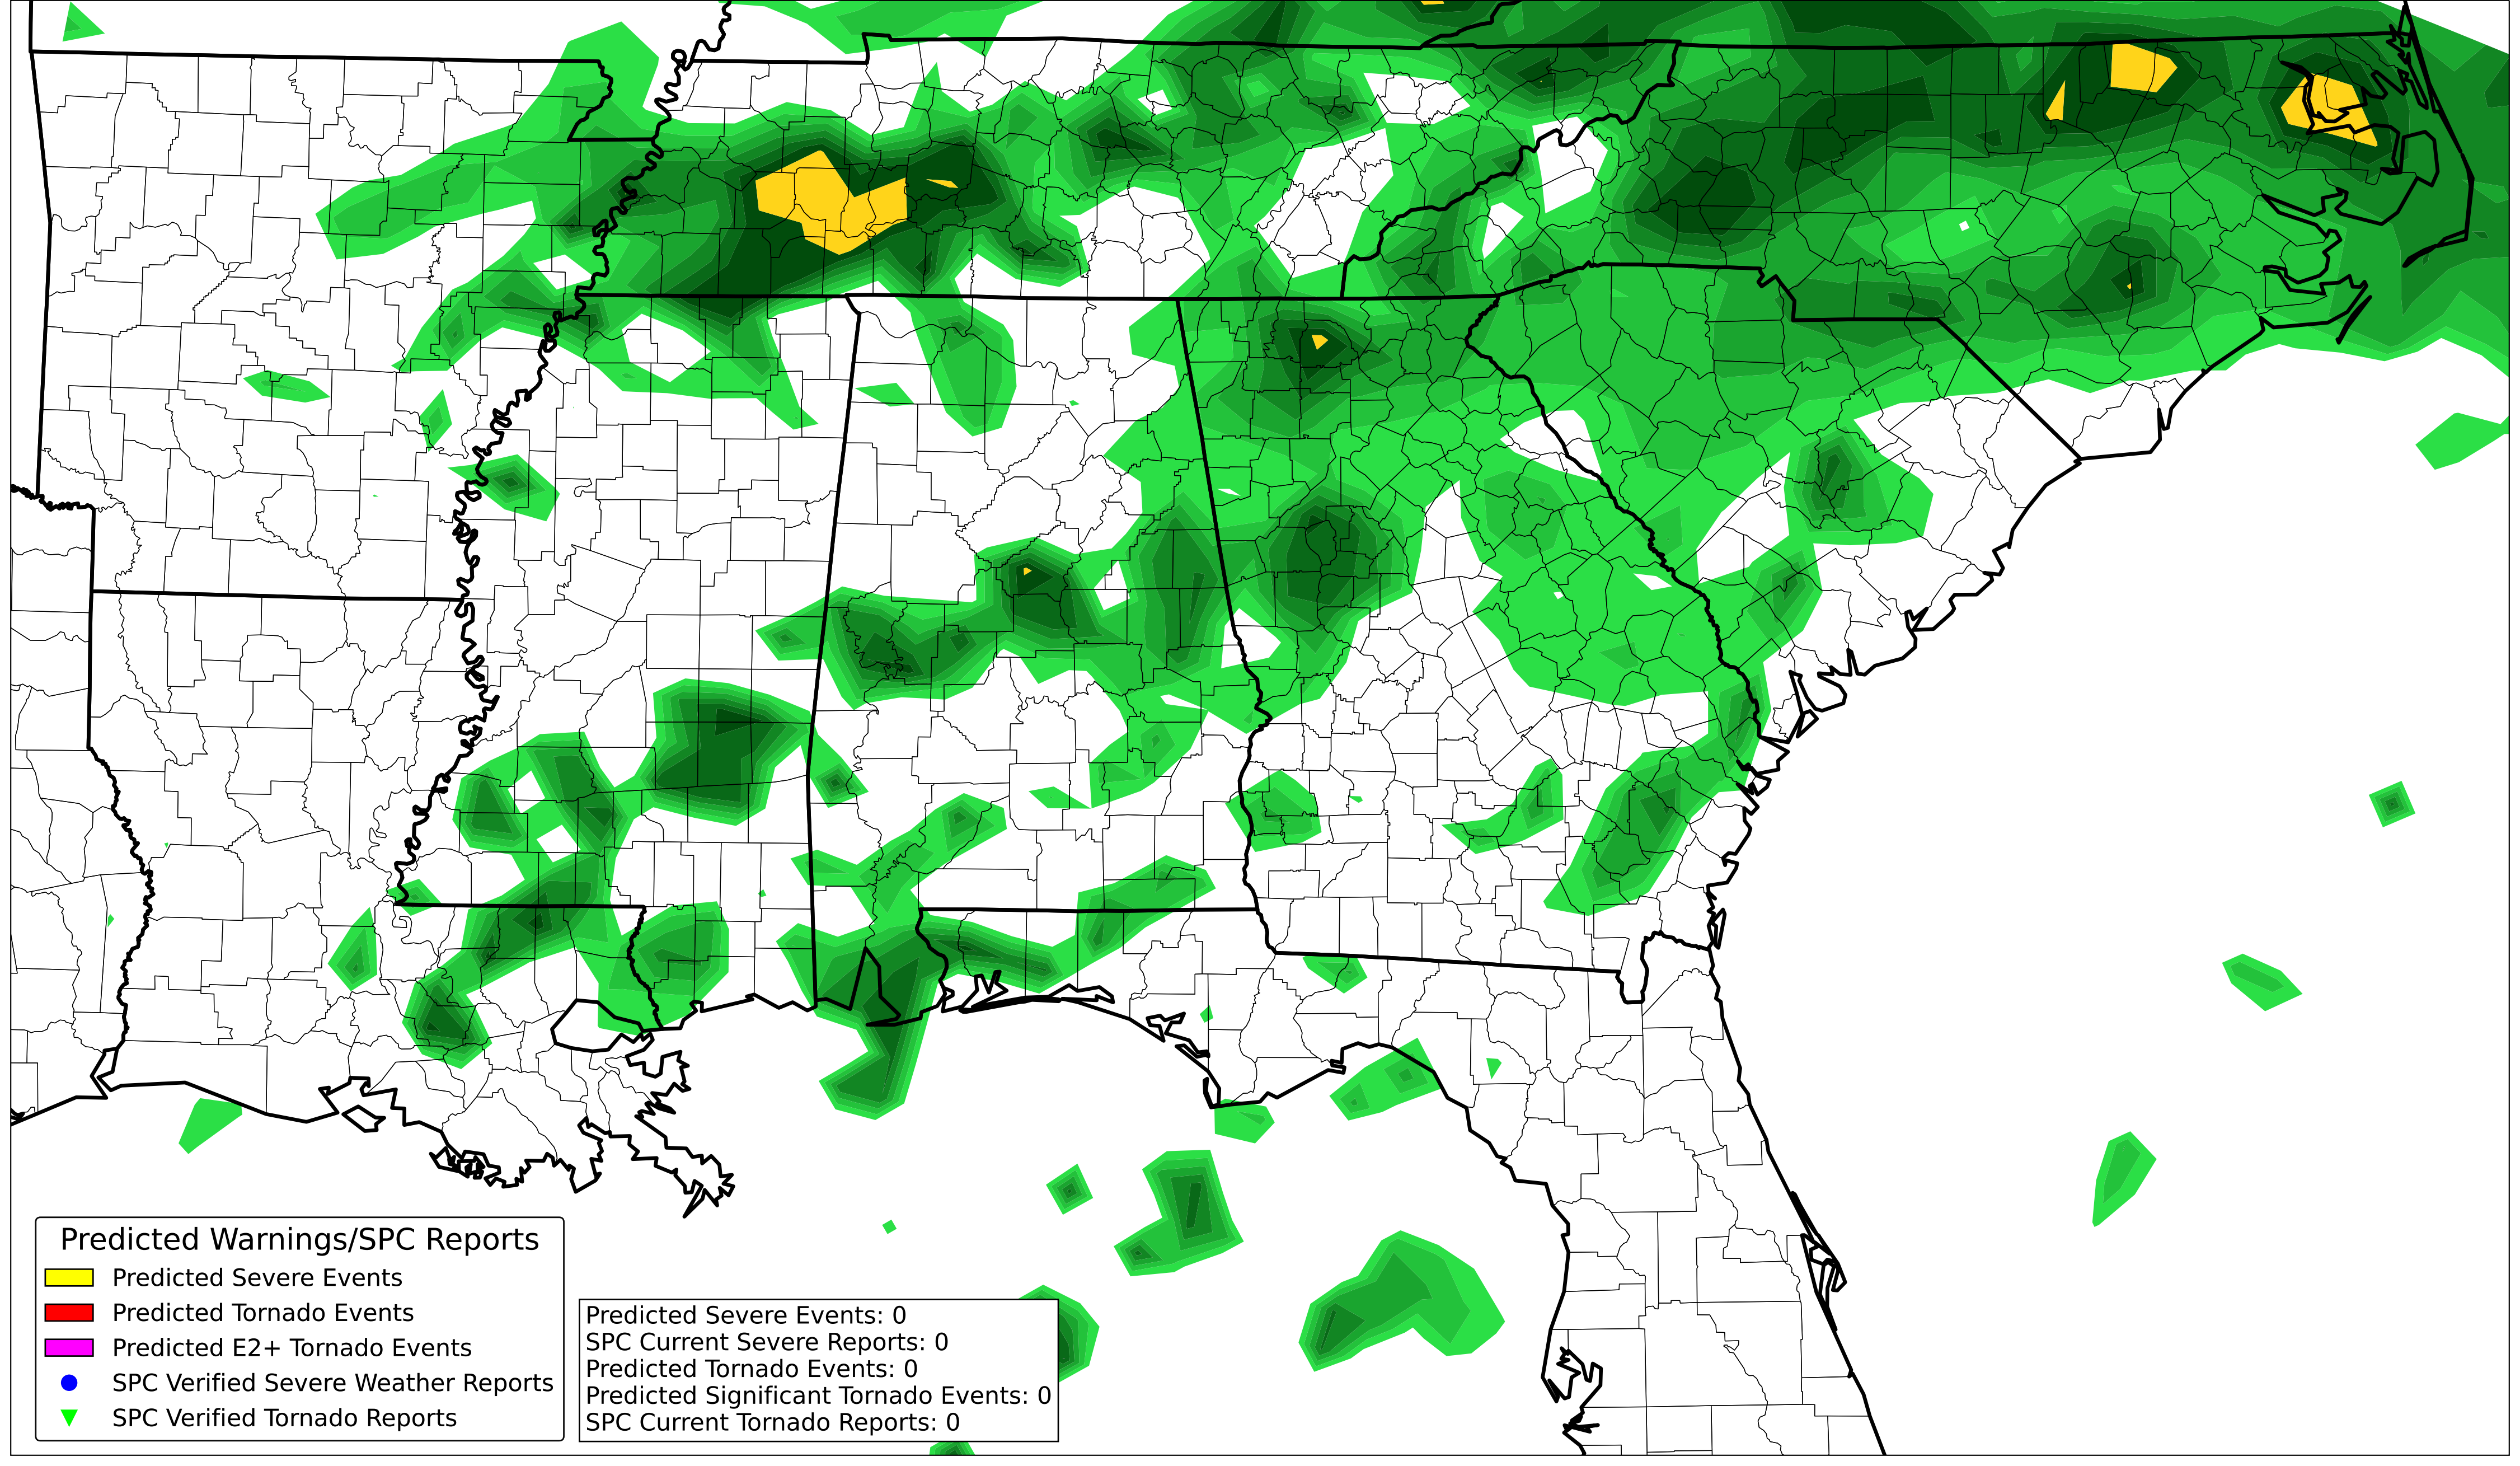 Predicted Warnings/SPC Reports
Predicted Severe Events
Predicted Tornado Events
Predicted E2+ Tornado Events
SPC Verified Severe Weather Reports
SPC Verified Tornado Reports
Predicted Severe Events: 0
SPC Current Severe Reports: 0
Predicted Tornado Events: 0
Predicted Significant Tornado Events: 0
SPC Current Tornado Reports: 0